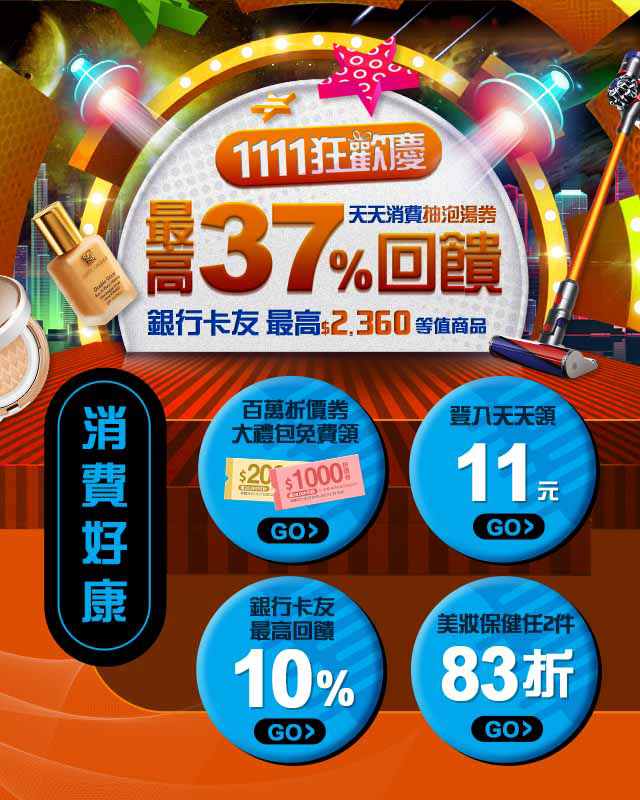 1111狂歡慶
天天消費抽泡湯券
最高37%回饋
銀行卡友 最高$2,360 等值商品
消費好康
百萬折價券
大禮包免費領
$20
$1000
GO>
登入天天領
11元
GO>
銀行卡友
最高回饋
10%
GO>
美妝保健任2件
83折
GO>